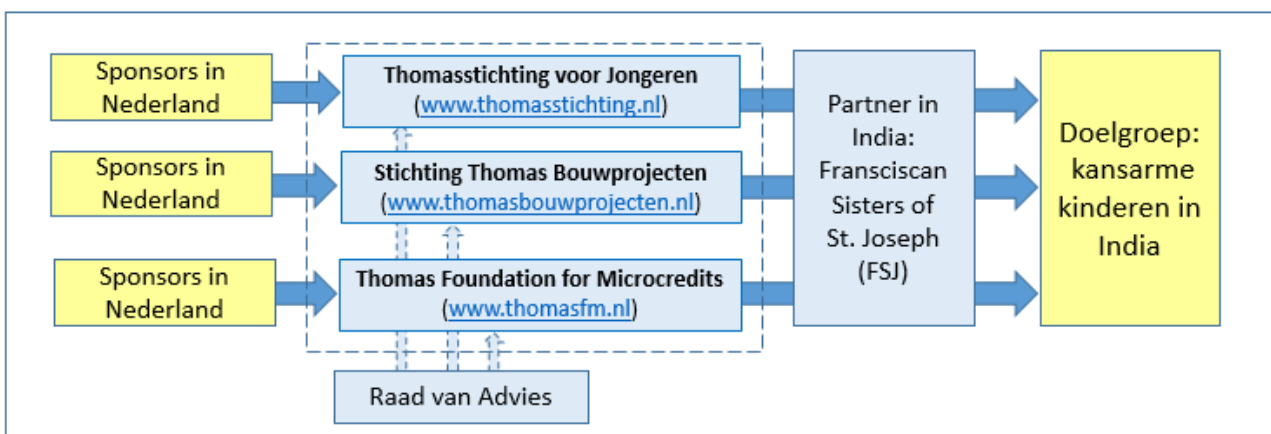 Sponsors in
Nederland
Thomasstichting voor Jongeren
(www.thomasstichting.nl)
Sponsors in
Nederland
Stichting Thomas Bouwprojecten
(www.thomasbouwprojecten.nl)
Sponsors in
Nederland
Thomas Foundation for Microcredits
(www.thomasfm.nl)
Raad van Advies
Partner in
India:
Fransciscan
Sisters of
St. Joseph
(FSJ)
Doelgroep:
kansarme
kinderen in
India